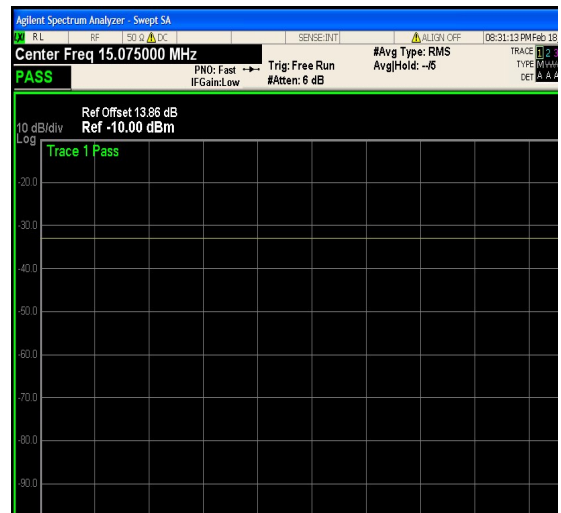 Agilent Spectrum Analyzer - Swept SA
LXI RL RF 50 Ω DC SENSE:INT ALIGN OFF 08:31:13 PM Feb 18
Center Freq 15.075000 MHz
#Avg Type: RMS
TRACE 1 2 3
PASS
PNO: Fast
IFGain:Low
Trig: Free Run
#Atten: 6 dB
Avg|Hold: --/5
TYPE M
DET A A A
Ref Offset 13.86 dB
10 dB/div Ref -10.00 dBm
Log
Trace 1 Pass
-20.0
-30.0
-40.0
-50.0
-60.0
-70.0
-80.0
-90.0